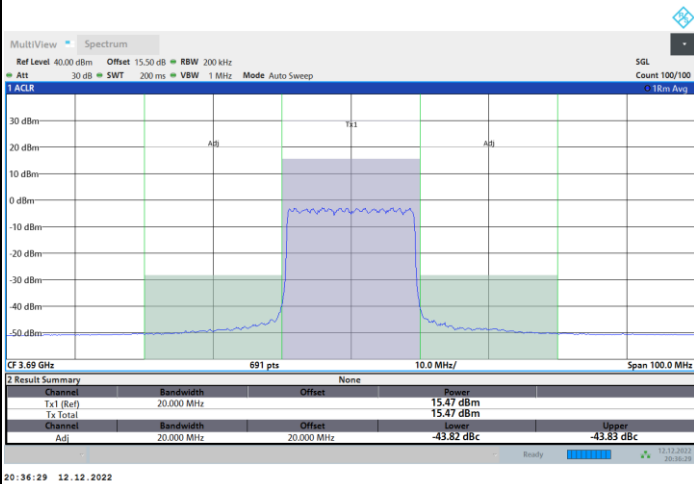 MultiView Spectrum
Ref Level 40.00 dBm Offset 15.50 dB RBW 200 kHz SGL
Att 30 dB SWT 200 ms VBW 1 MHz Mode Auto Sweep Count 100/100
1 ACLR 1Rm Avg
30 dBm
Tx1
20 dBm Adj Adj
10 dBm
0 dBm
-10 dBm
-20 dBm
-30 dBm
-40 dBm
-50 dBm
CF 3.69 GHz 691 pts 10.0 MHz/ Span 100.0 MHz
2 Result Summary None
Channel Bandwidth Offset Power
Tx1 (Ref) 20.000 MHz 15.47 dBm
Tx Total 15.47 dBm
Channel Bandwidth Offset Lower Upper
Adj 20.000 MHz 20.000 MHz -43.82 dBc -43.83 dBc
Ready 12.12.2022
20:36:28
20:36:29 12.12.2022